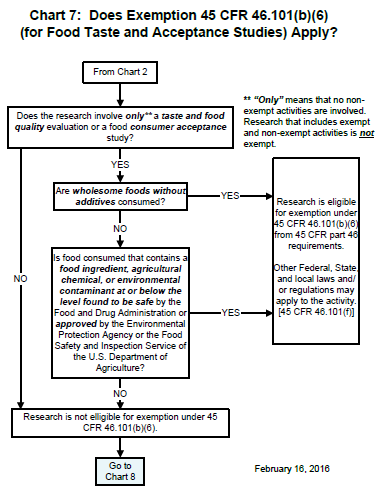 Chart 7: Does Exemption 45 CFR 46.101(b)(6)
(for Food Taste and Acceptance Studies) Apply?
From Chart 2
Does the research involve only** a taste and food
quality evaluation or a food consumer acceptance
study?
** “Only” means that no non-
exempt activities are involved.
Research that includes exempt
and non-exempt activities is not
exempt.
YES
Are wholesome foods without
additives consumed?
YES
Research is eligible
for exemption under
45 CFR 46.101(b)(6)
from 45 CFR part 46
requirements.
Other Federal, State,
and local laws and/
or regulations may
apply to the activity.
[45 CFR 46.101(f)]
NO
Is food consumed that contains a
food ingredient, agricultural
chemical, or environmental
contaminant at or below the
level found to be safe by the
Food and Drug Administration or
approved by the Environmental
Protection Agency or the Food
Safety and Inspection Service of
the U.S. Department of
Agriculture?
YES
NO
NO
Research is not elligible for exemption under 45
CFR 46.101(b)(6).
Go to
Chart 8
February 16, 2016